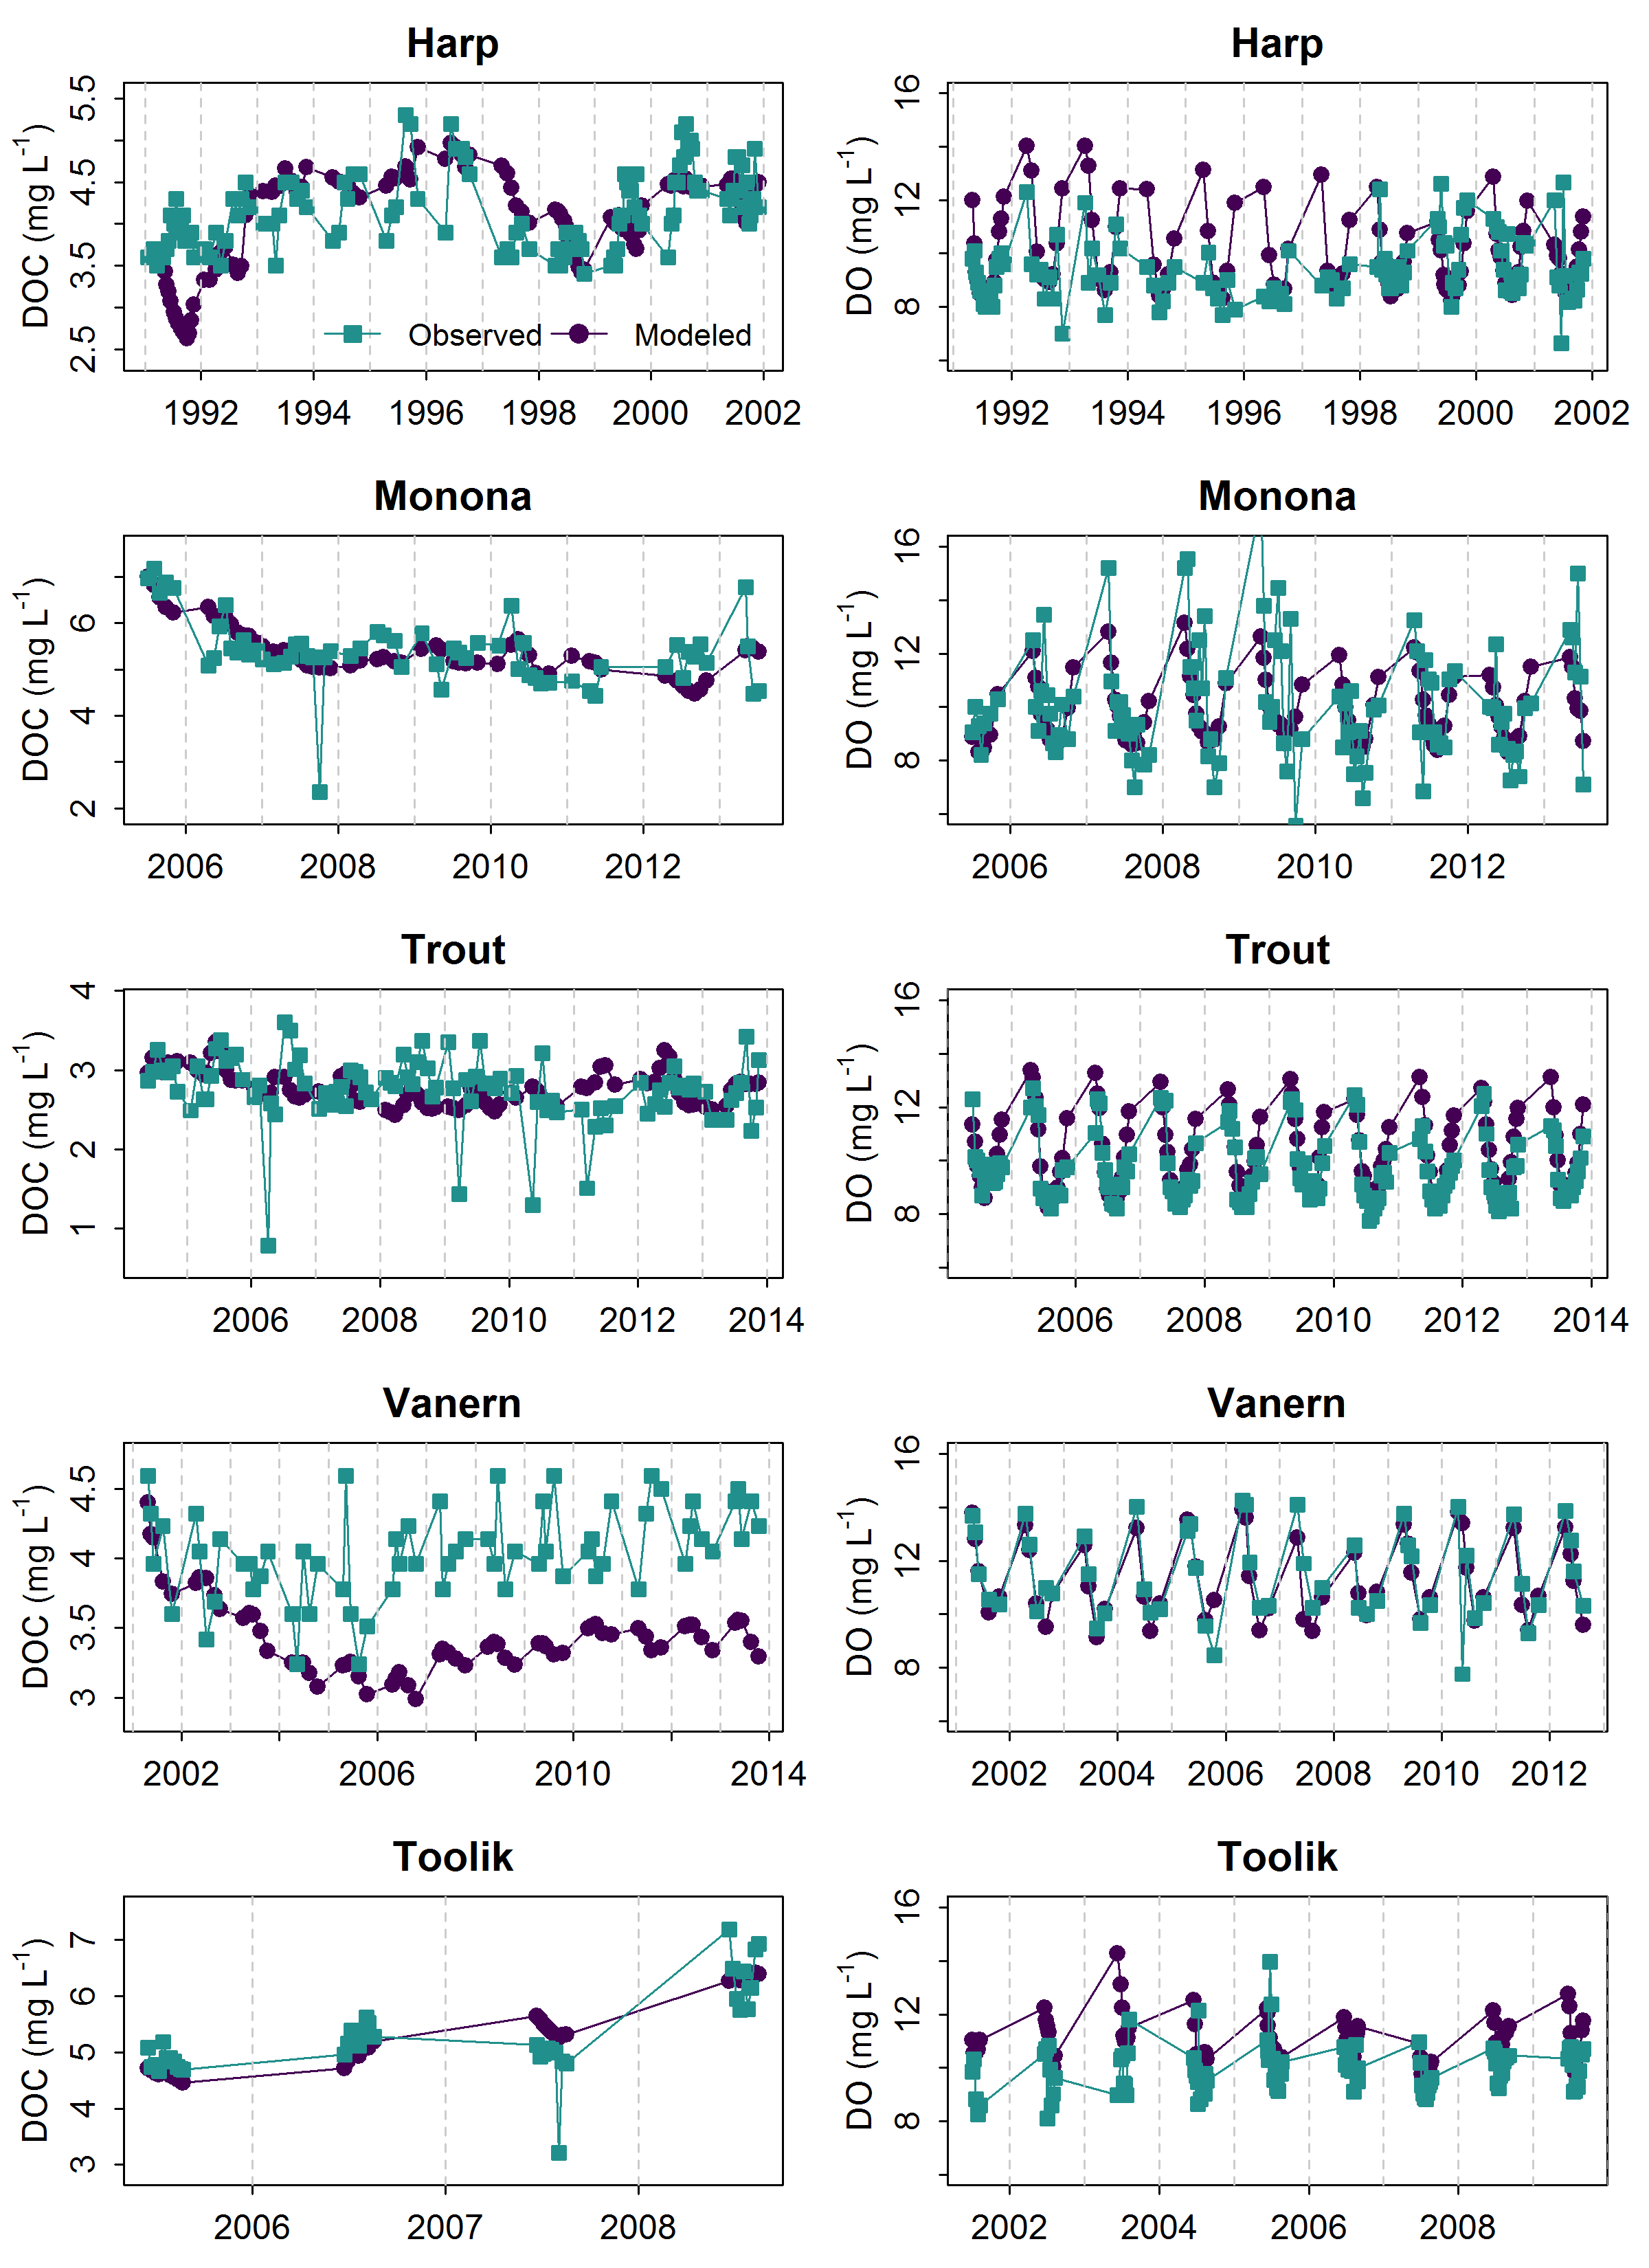 Harp
DOC (mg L-1)
5.5
4.5
3.5
2.5
Observed Modeled
1992 1994 1996 1998 2000 2002
Harp
DO (mg L-1)
16
12
8
1992 1994 1996 1998 2000 2002
Monona
DOC (mg L-1)
6
4
2
2006 2008 2010 2012
Monona
DO (mg L-1)
16
12
8
2006 2008 2010 2012
Trout
DOC (mg L-1)
4
3
2
1
2006 2008 2010 2012 2014
Trout
DO (mg L-1)
16
12
8
2006 2008 2010 2012 2014
Vanern
DOC (mg L-1)
4.5
4
3.5
3
2002 2006 2010 2014
Vanern
DO (mg L-1)
16
12
8
2002 2004 2006 2008 2010 2012
Toolik
DOC (mg L-1)
7
6
5
4
3
2006 2007 2008
Toolik
DO (mg L-1)
16
12
8
2002 2004 2006 2008